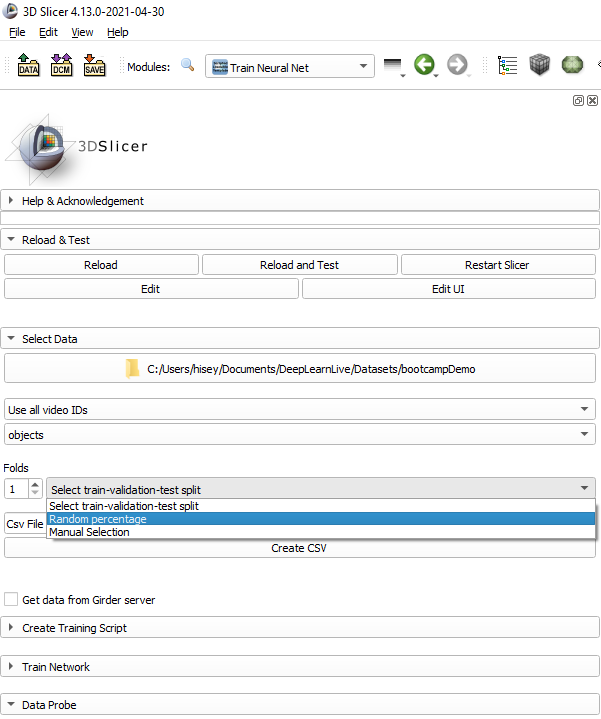 3D Slicer 4.13.0-2021-04-30
File Edit View Help
DATA DCM SAVE Modules: Train Neural Net
3DSlicer
Help & Acknowledgement
Reload & Test
Reload Reload and Test Restart Slicer
Edit Edit UI
Select Data
C:/Users/hisey/Documents/DeepLearnLive/Datasets/bootcampDemo
Use all video IDs
objects
Folds
1 Select train-validation-test split
Select train-validation-test split
Csv File Random percentage
Manual Selection
Create CSV
Get data from Girder server
Create Training Script
Train Network
Data Probe